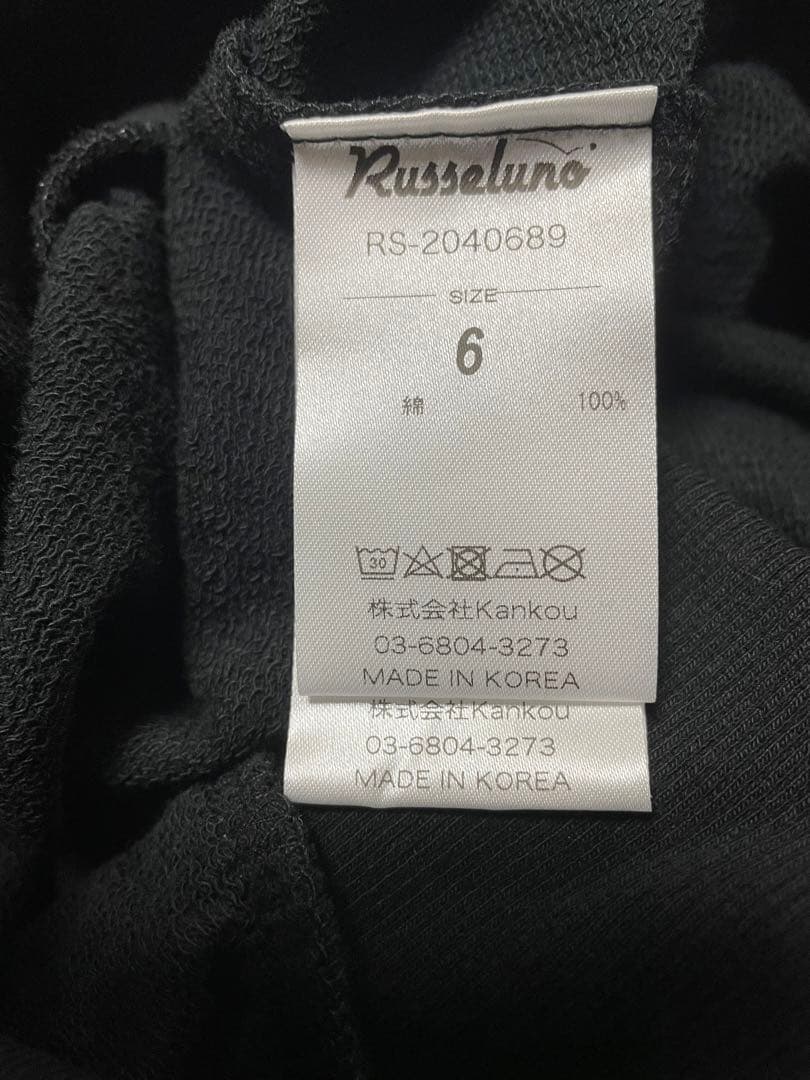 Russeluno
RS-2040689
SIZE
6
綿 100%
30
株式会社Kankou
03-6804-3273
MADE IN KOREA
株式会社Kankou
03-6804-3273
MADE IN KOREA